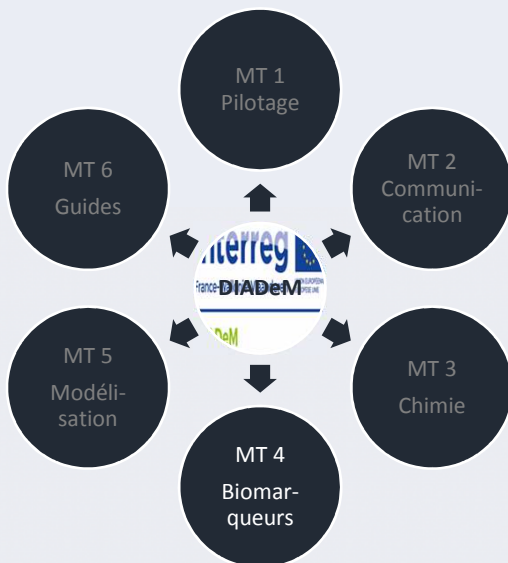 MT 1
Pilotage
MT 2
Communi-
cation
MT 3
Chimie
MT 4
Biomar-
queurs
MT 5
Modéli-
sation
MT 6
Guides
DIADeM